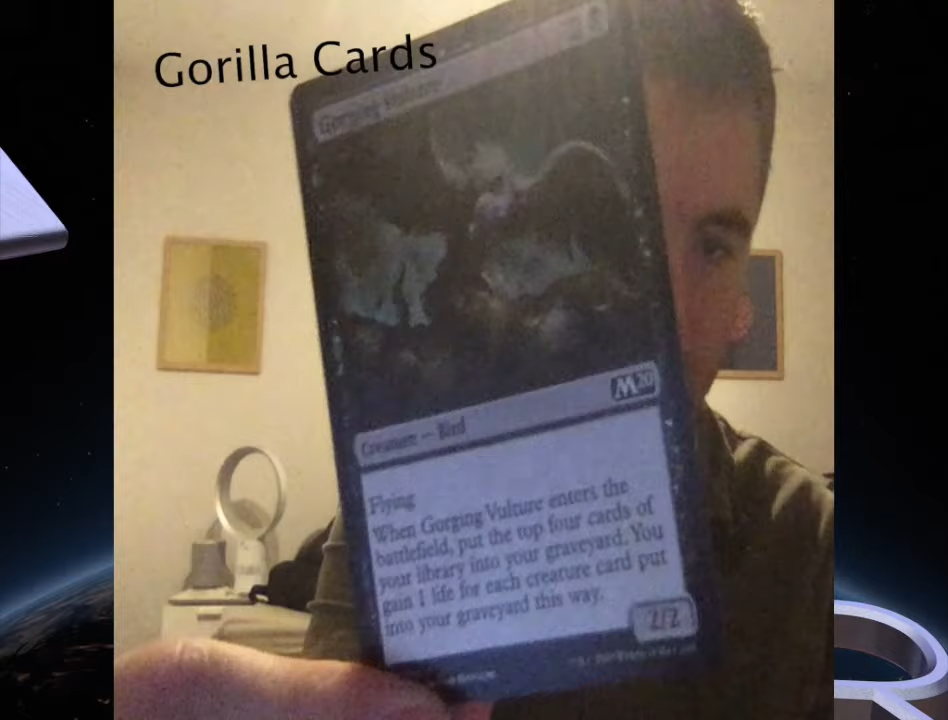 Gorilla Cards
Gorging Vulture
M20
Creature — Bird
Flying
When Gorging Vulture enters the
battlefield, put the top four cards of
your library into your graveyard. You
gain 1 life for each creature card put
into your graveyard this way.
2/2
R